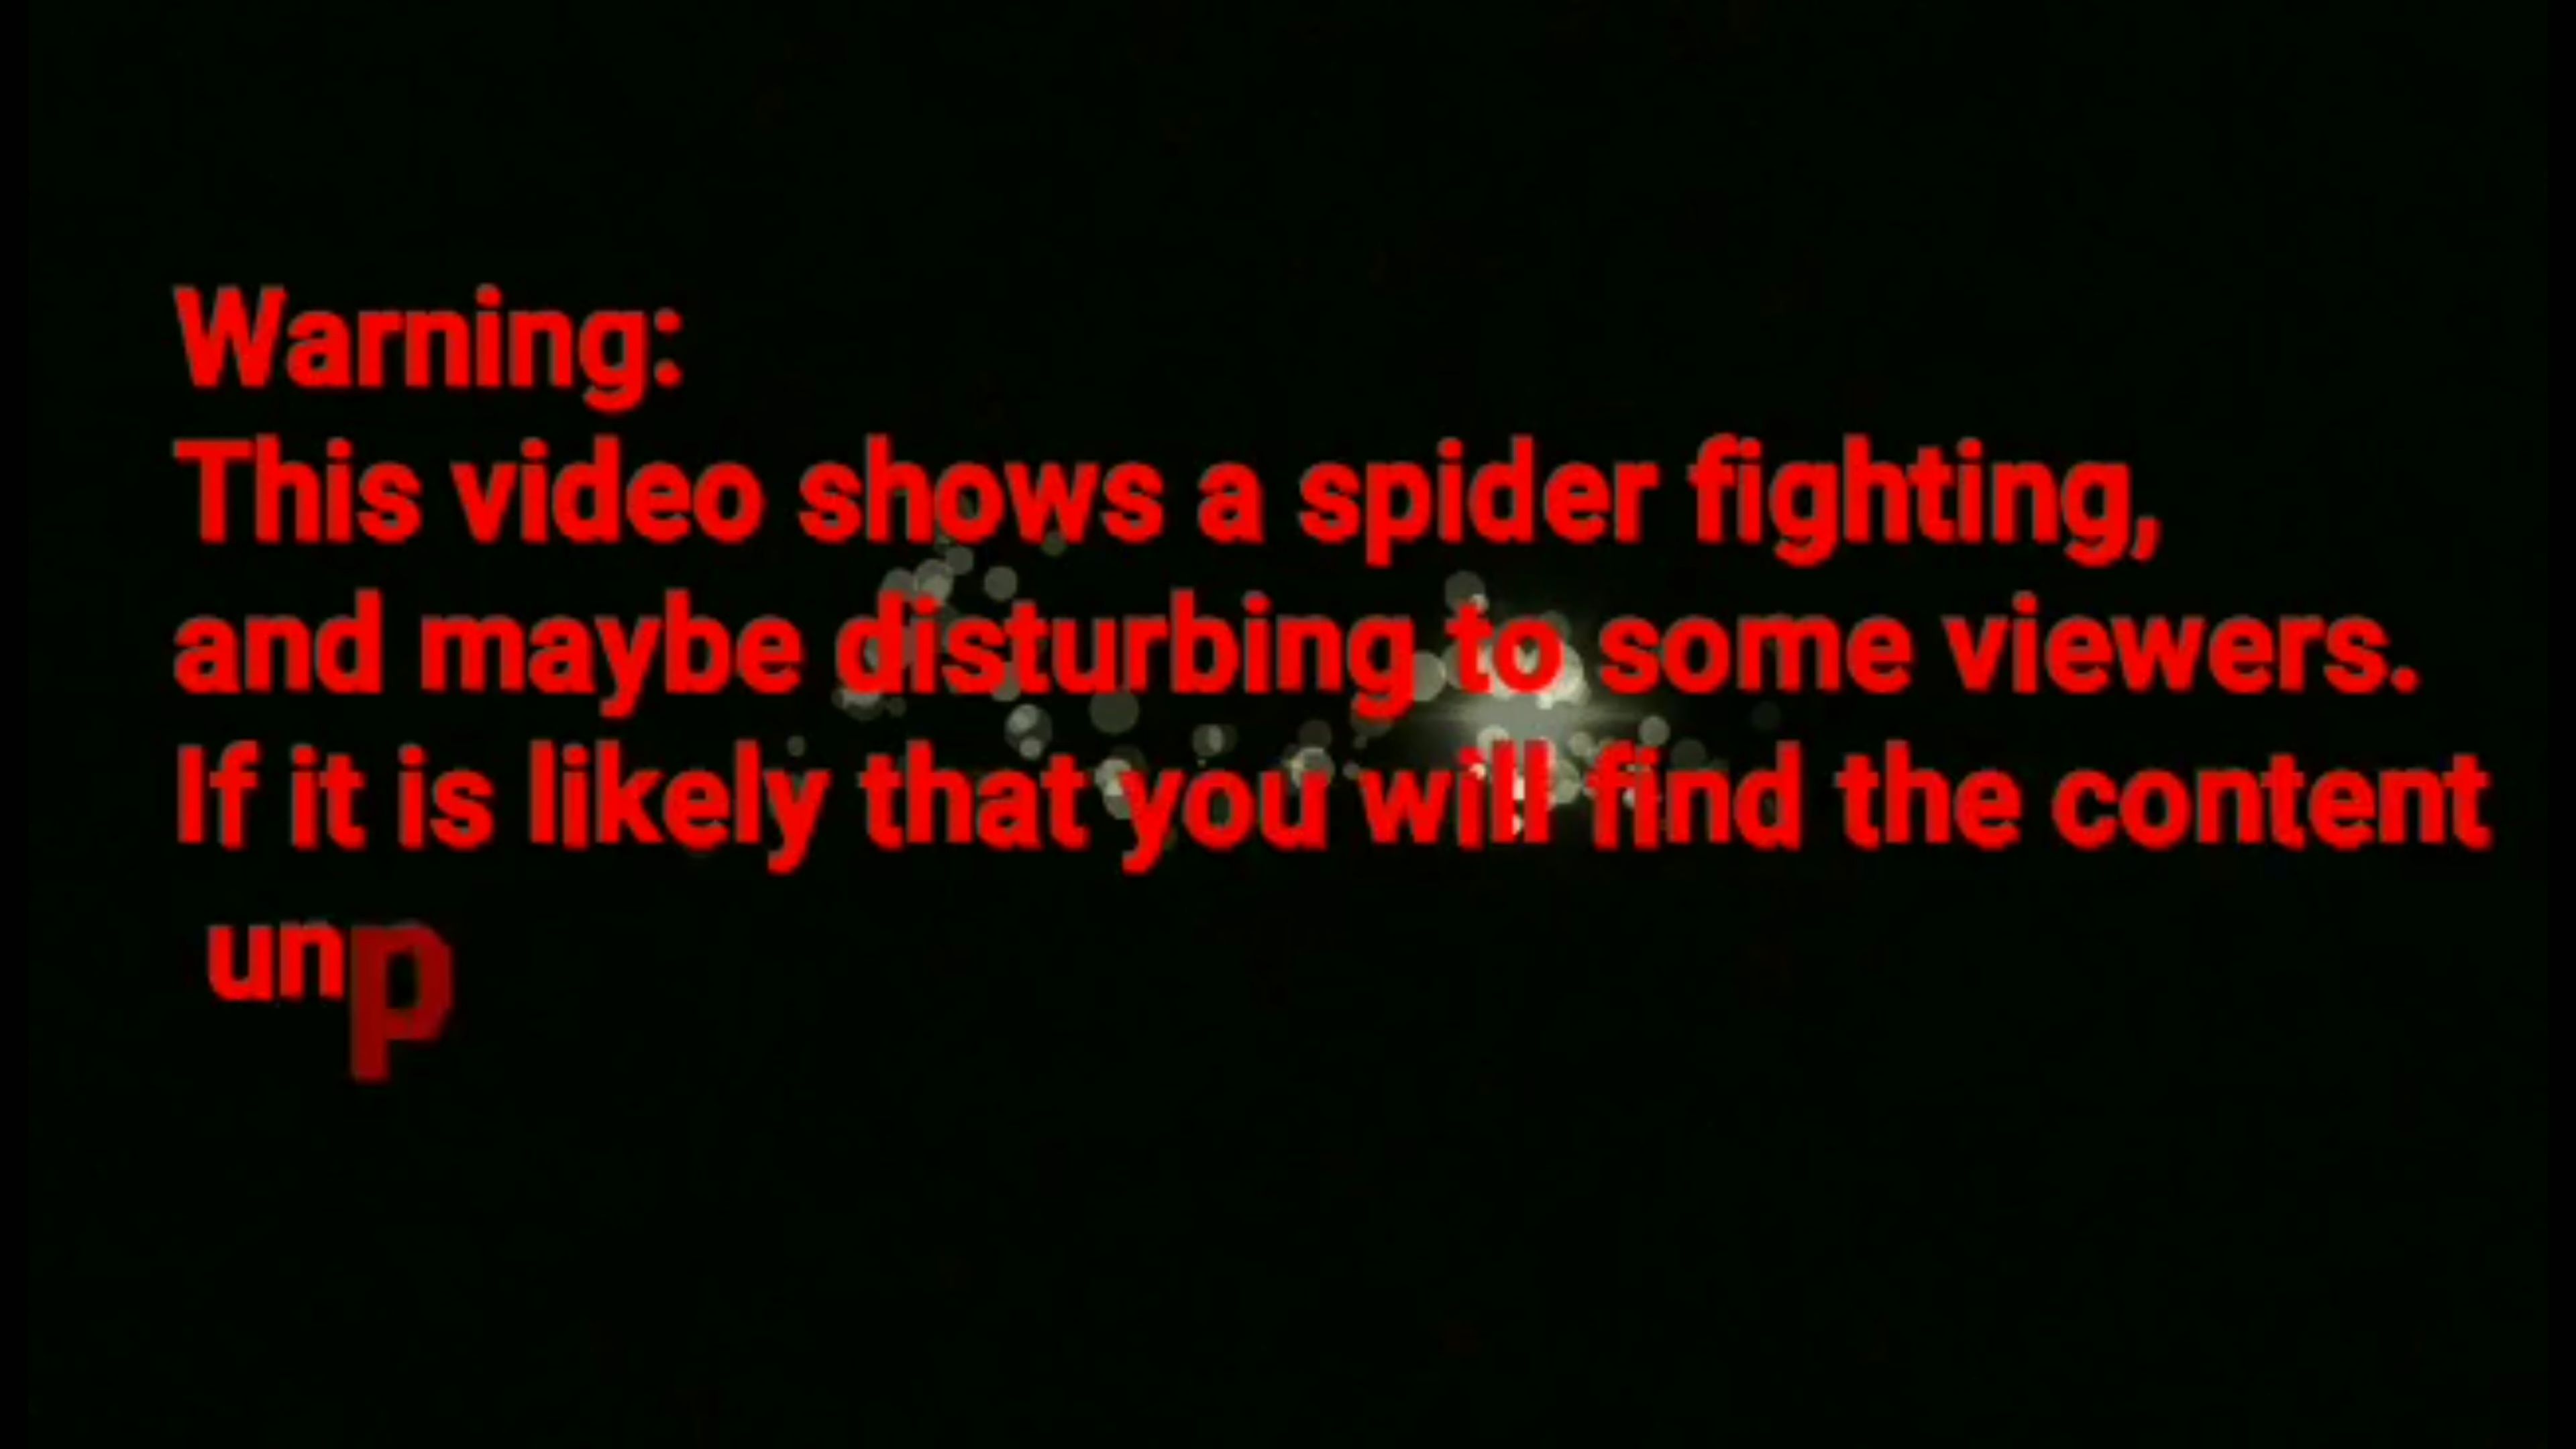 Warning:
This video shows a spider fighting,
and maybe disturbing to some viewers.
If it is likely that you will find the content
unp